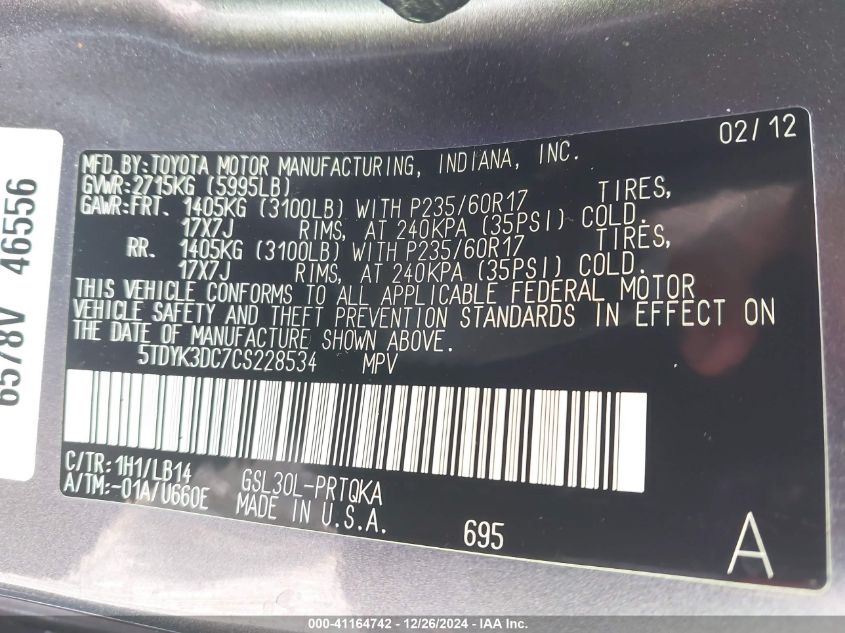 02/12
MFD.BY:TOYOTA MOTOR MANUFACTURING, INDIANA, INC.
GVWR:2715KG (5995LB)
GAWR:FRT. 1405KG (3100LB) WITH P235/60R17 TIRES,
17X7J RIMS, AT 240KPA (35PSI) COLD.
RR. 1405KG (3100LB) WITH P235/60R17 TIRES,
17X7J RIMS, AT 240KPA (35PSI) COLD.
THIS VEHICLE CONFORMS TO ALL APPLICABLE FEDERAL MOTOR
VEHICLE SAFETY AND THEFT PREVENTION STANDARDS IN EFFECT ON
THE DATE OF MANUFACTURE SHOWN ABOVE.
5TDYK3DC7CS228534 MPV
C/TR:1H1/LB14
A/TM:-01A/U660E
GSL30L-PRTQKA
MADE IN U.S.A.
695
A
6578V 46556
000-41164742 - 12/26/2024 - IAA Inc.